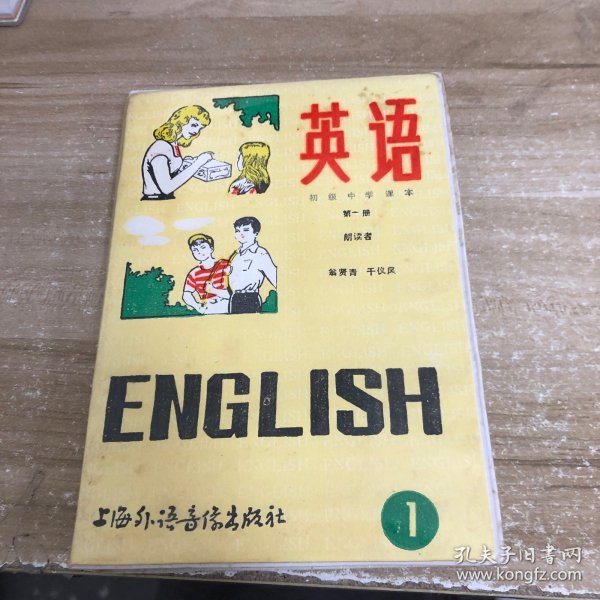 英语
初级中学课本
第一册
朗读者
翁贤青 于仪凤
ENGLISH
上海外语音像出版社
1
孔夫子旧书网
www.kongfz.com